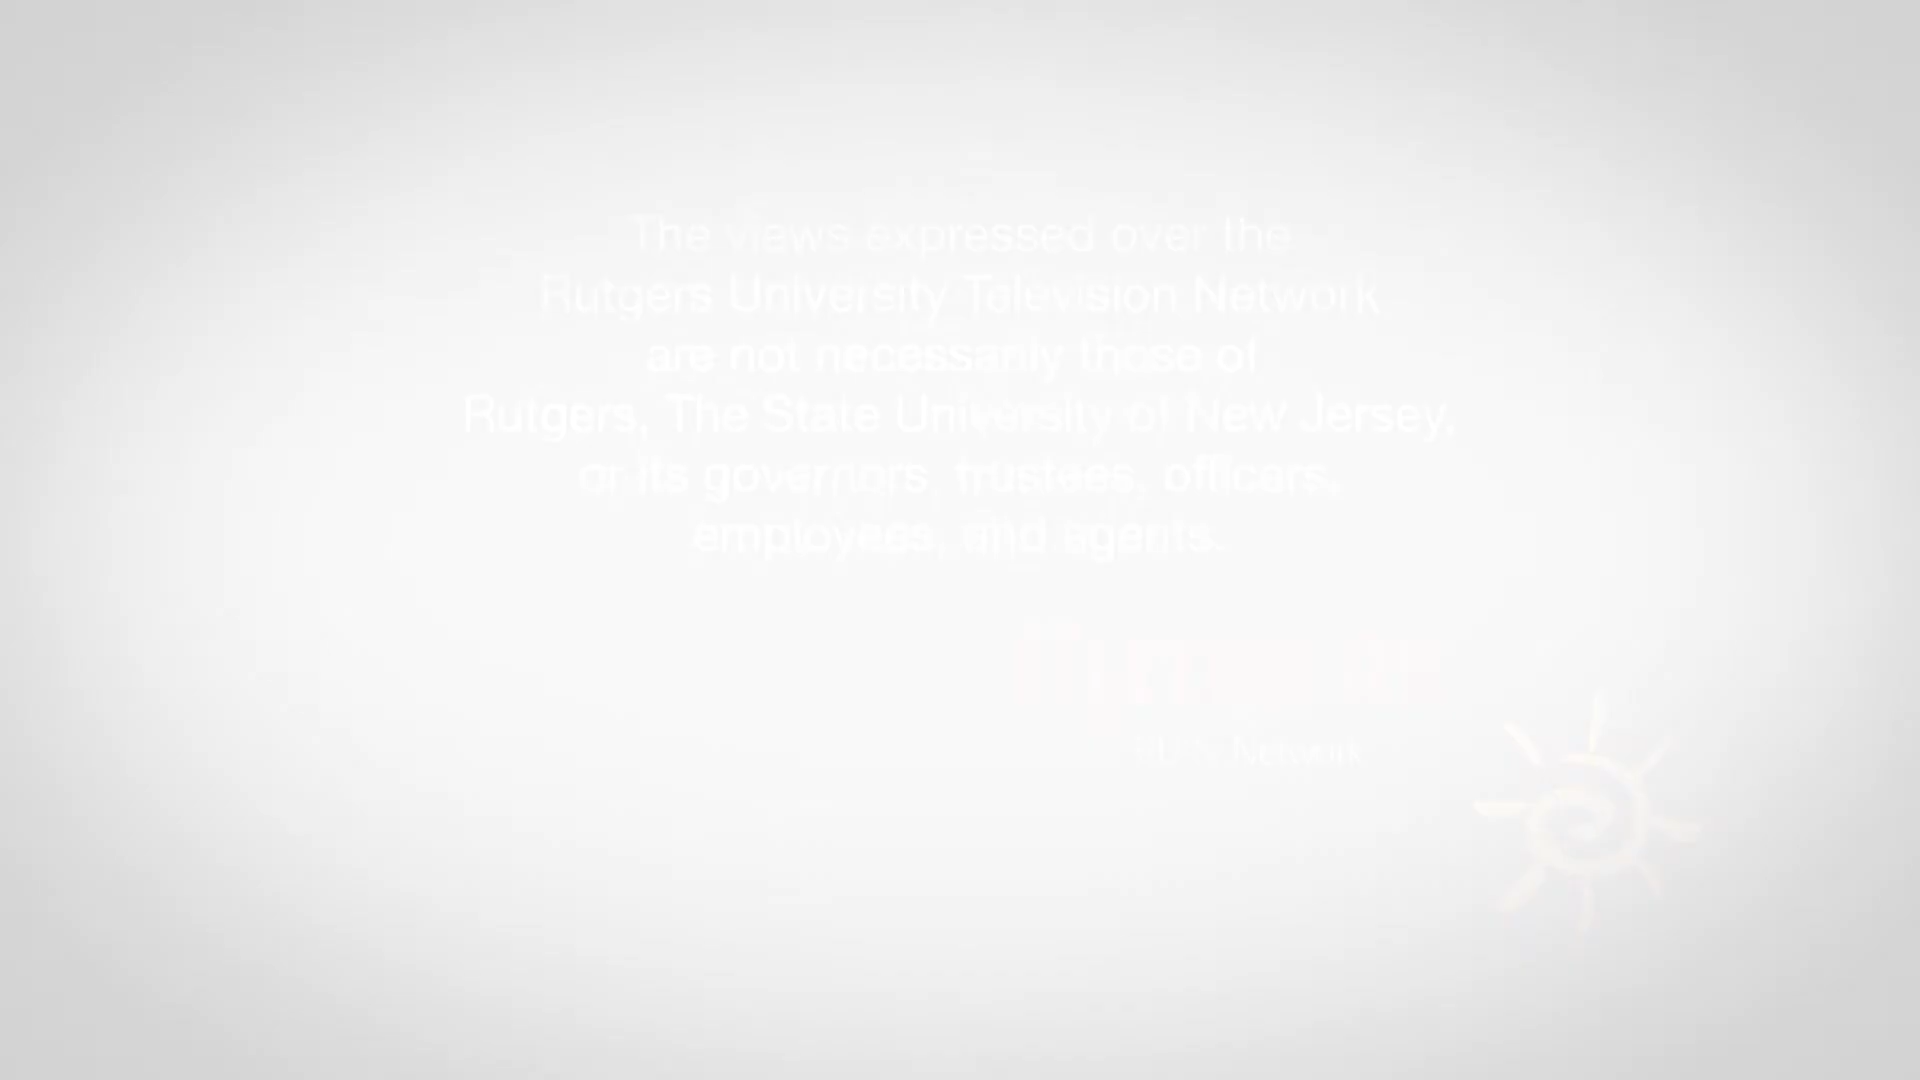 The views expressed over the
Rutgers University Television Network
are not necessarily those of
Rutgers, The State University of New Jersey,
or its governors, trustees, officers,
employees, and agents.
Network